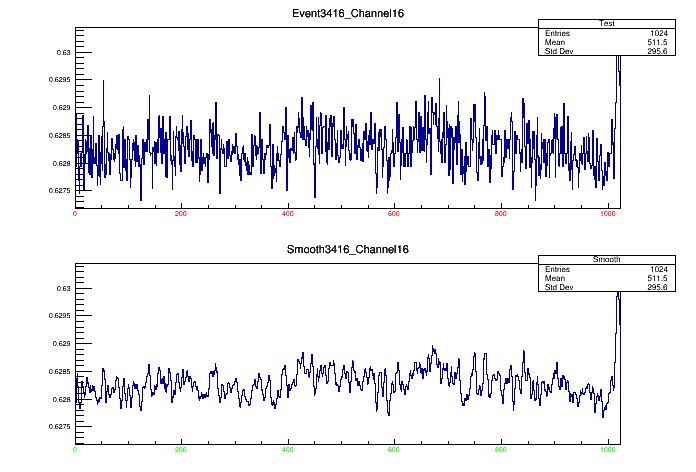 Event3416_Channel16
Test
Entries 1024
Mean 511.5
Std Dev 295.6
0.63
0.6295
0.629
0.6285
0.628
0.6275
0 200 400 600 800 1000
Smooth3416_Channel16
Smooth
Entries 1024
Mean 511.5
Std Dev 295.6
0.63
0.6295
0.629
0.6285
0.628
0.6275
0 200 400 600 800 1000